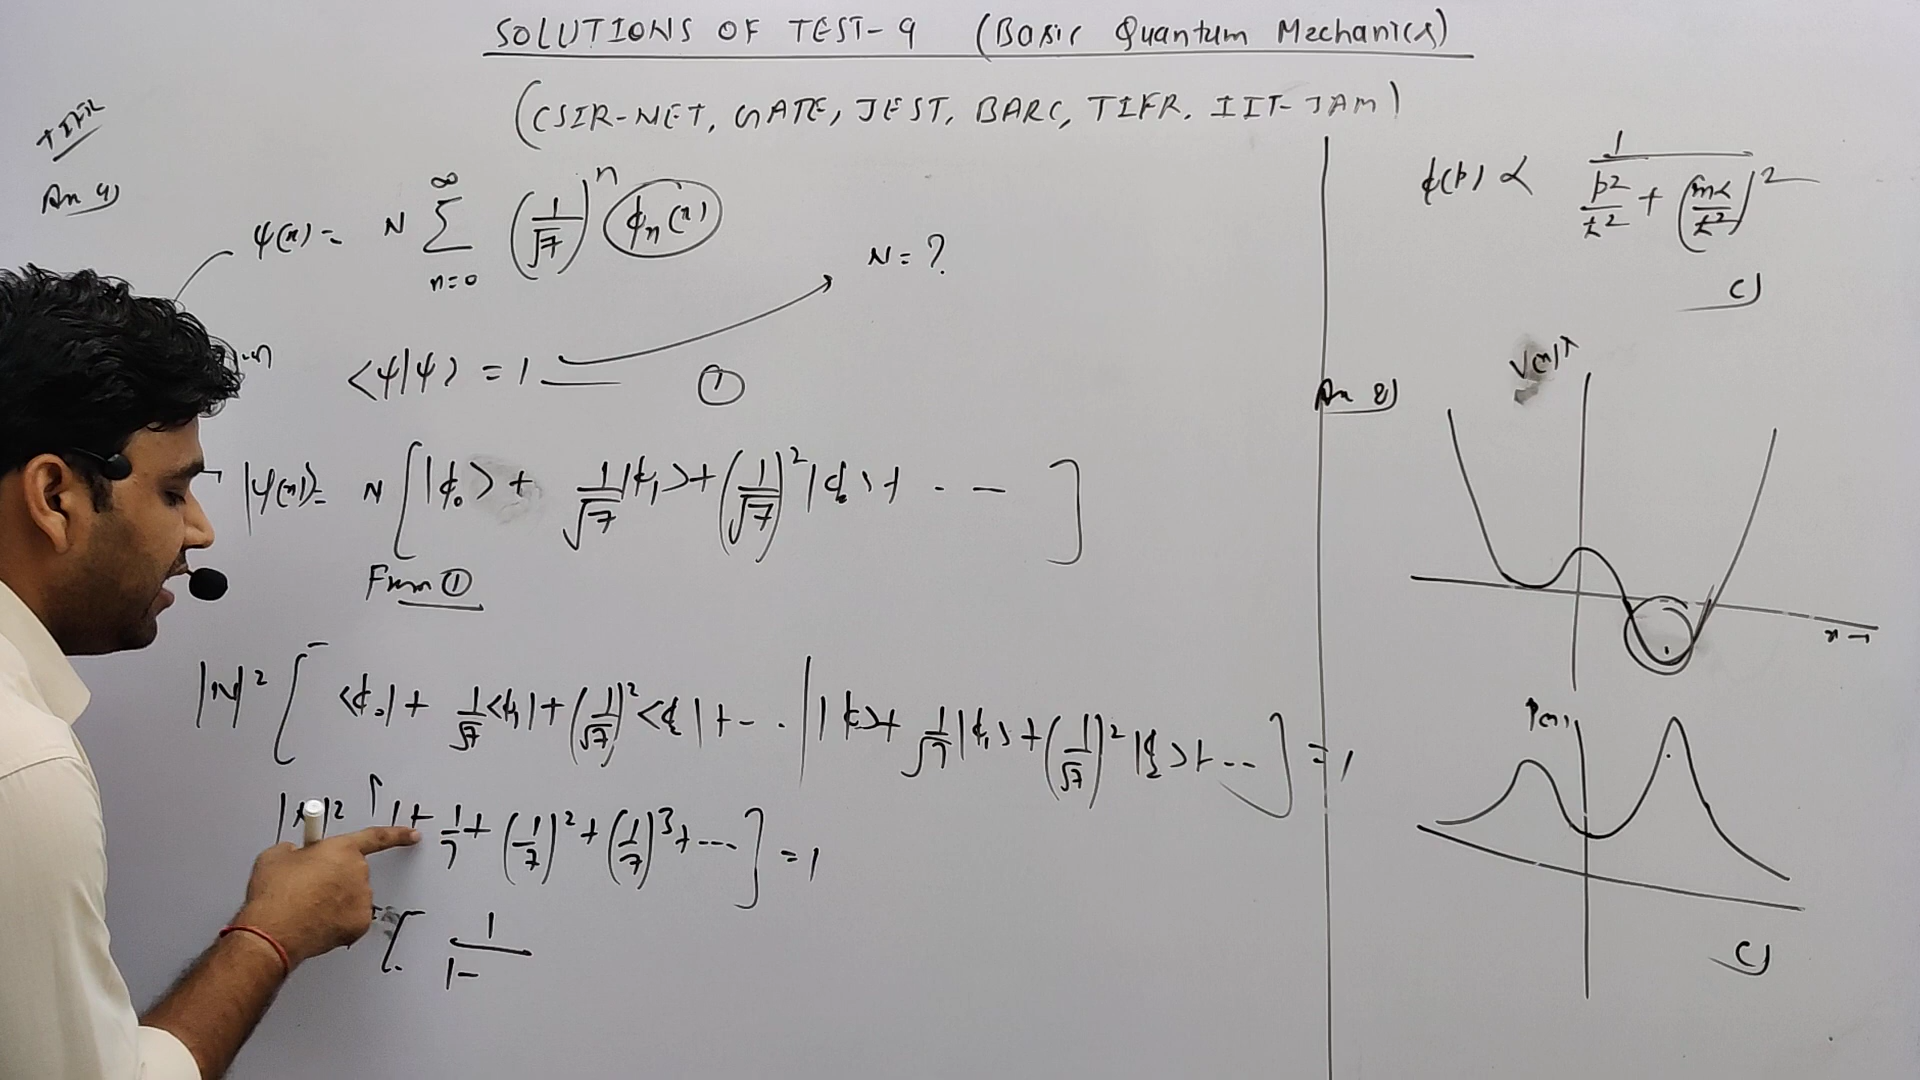 SOLUTIONS OF TEST-9 (Basic Quantum Mechanics)
(CSIR-NET, GATE, JEST, BARC, TIFR, IIT-JAM)
TIFR
An 4)
ψ(x) = N ∑_{n=0}^{∞} (1/√7)^n ϕ_n(x)
N = ?
<ψ|ψ> = 1
①
|ψ(x)> = N [ |ϕ₀> + 1/√7 |ϕ₁> + (1/√7)² |ϕ₂> + - - ]
From ①
|N|² [ <ϕ₀| + 1/√7 <ϕ₁| + (1/√7)² <ϕ₂| + -- | |ϕ₀> + 1/√7 |ϕ₁> + (1/√7)² |ϕ₂> + -- ] = 1
|N|² [ 1 + 1/7 + (1/7)² + (1/7)³ + --- ] = 1
[ 1/1-
ϕ(p) ∝ 1/(p²/ħ² + (mα/ħ²)²
c)
An 8)
V(x)↑
x→
P(x)
c)